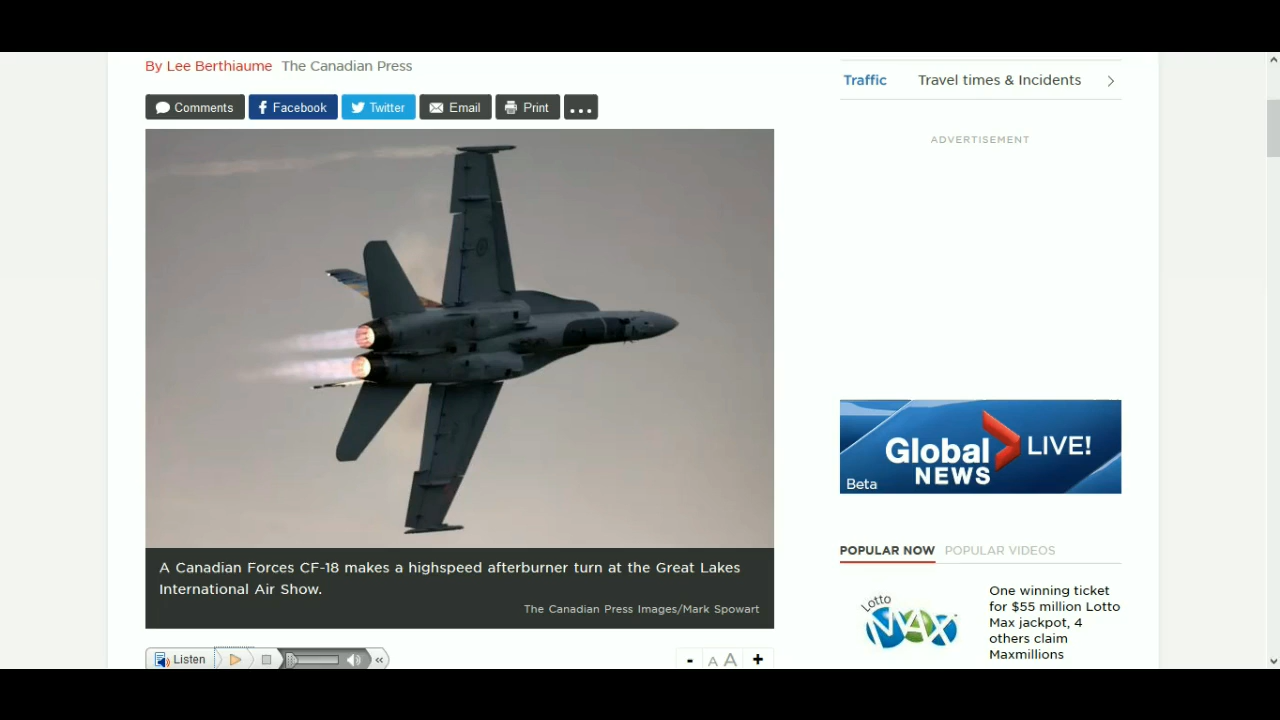 By Lee Berthiaume The Canadian Press
Comments Facebook Twitter Email Print ...
A Canadian Forces CF-18 makes a highspeed afterburner turn at the Great Lakes
International Air Show.
The Canadian Press Images/Mark Spowart
Listen
- A A +
Traffic Travel times & Incidents
ADVERTISEMENT
Global
NEWS
LIVE!
Beta
POPULAR NOW POPULAR VIDEOS
Lotto
MAX
One winning ticket
for $55 million Lotto
Max jackpot, 4
others claim
Maxmillions